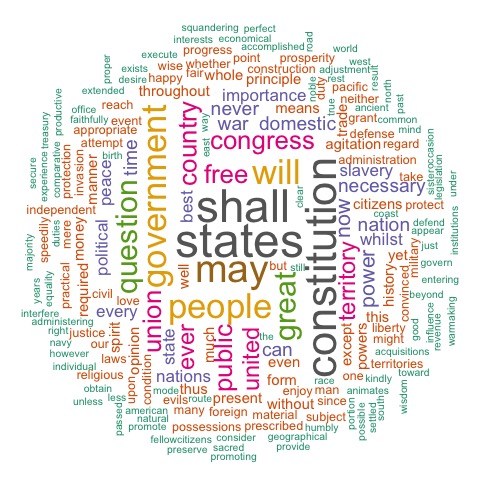 squandering perfect
interests economical
execute accomplished road
progress point world
proper wise whether construction prosperity
exists fair west
desire happy whole principle adjustment
extended throughout importance means noble duty rest pacific result
office reach never trade true neither north
faithfully event country grant common
productive appropriate war domestic defense past
treasury attempt congress agitation regard mind
experience comparative protection birth peace time best way east free will clear administration sisteroccasion
secure invasion manner government slavery take legislation
question shall necessary under
independent states constitution now citizens protect
speedily money nation coast
duties mere political may whilst defend institutions
majority required well but still power yet appear
practical people great territory history convinced military just
years equality civil love union ever public govern
interfere every state much the this entering
administering justice spirit united can except powers liberty beyond
right our opinion might good influence
navy laws condition nations even territories acquisitions revenue warmaking
however religious upon thus mode route race one kindly toward
individual evils present form enjoy man since animates
obtain less many foreign without portion possible settled south wisdom
unless passed american natural material subject
promote possessions prescribed humbly
fellowcitizens consider geographical
preserve sacred provide
promoting